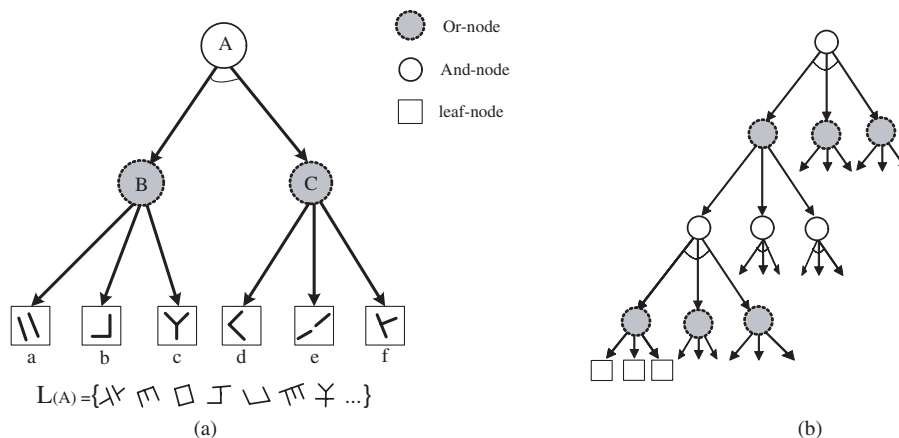 A
Or-node
And-node
leaf-node
B
C
a
b
c
d
e
f
L(A) ={ ...}
(a)
(b)